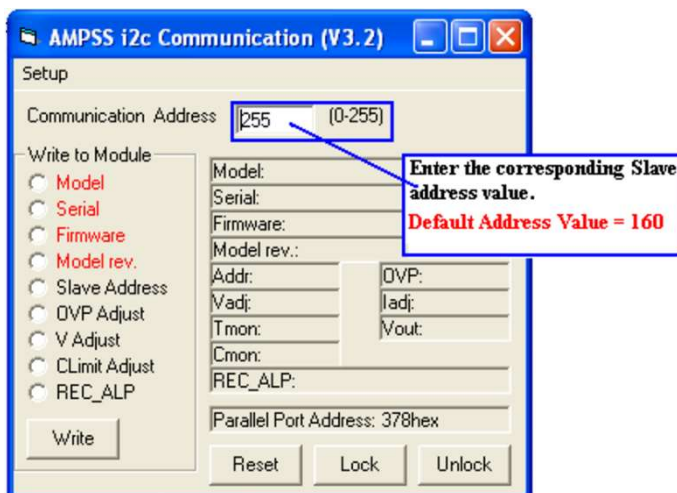 AMPSS i2c Communication (V3.2)
Setup
Communication Address 255 (0-255)
Enter the corresponding Slave
address value.
Default Address Value = 160
Write to Module
Model
Serial
Firmware
Model rev.
Slave Address
OVP Adjust
V Adjust
CLimit Adjust
REC_ALP
Write
Model:
Serial:
Firmware:
Model rev.:
Addr: OVP:
Vadj: Iadj:
Tmon: Vout:
Cmon:
REC_ALP:
Parallel Port Address: 378hex
Reset Lock Unlock